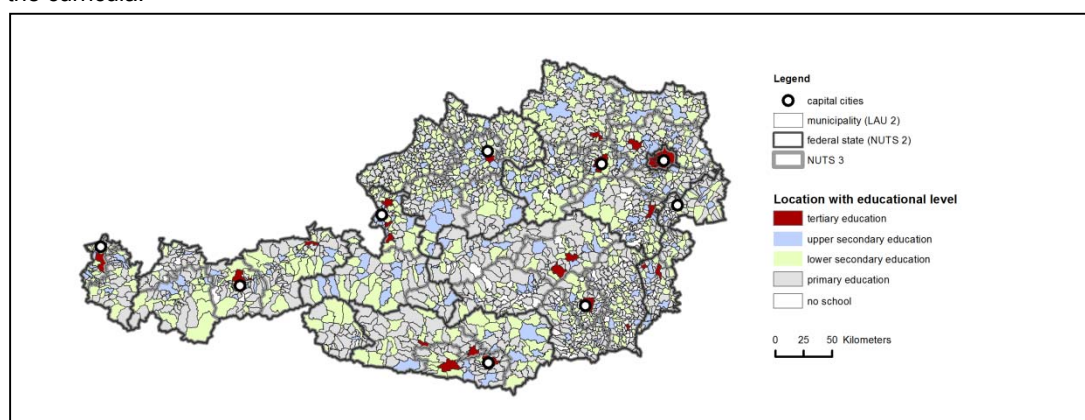 the curricula.
Legend
capital cities
municipality (LAU 2)
federal state (NUTS 2)
NUTS 3
Location with educational level
tertiary education
upper secondary education
lower secondary education
primary education
no school
0 25 50 Kilometers